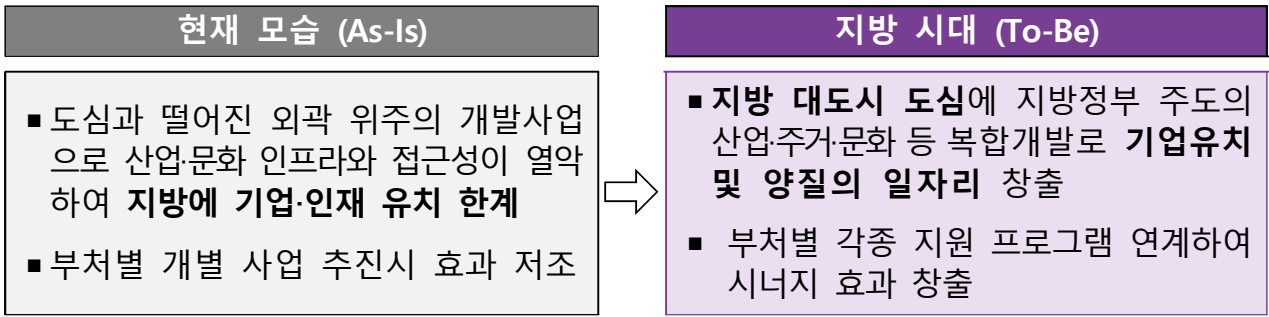 현재 모습 (As-Is)
■ 도심과 떨어진 외곽 위주의 개발사업
으로 산업·문화 인프라와 접근성이 열악
하여 지방에 기업·인재 유치 한계
■ 부처별 개별 사업 추진시 효과 저조
지방 시대 (To-Be)
■ 지방 대도시 도심에 지방정부 주도의
산업·주거·문화 등 복합개발로 기업유치
및 양질의 일자리 창출
■ 부처별 각종 지원 프로그램 연계하여
시너지 효과 창출